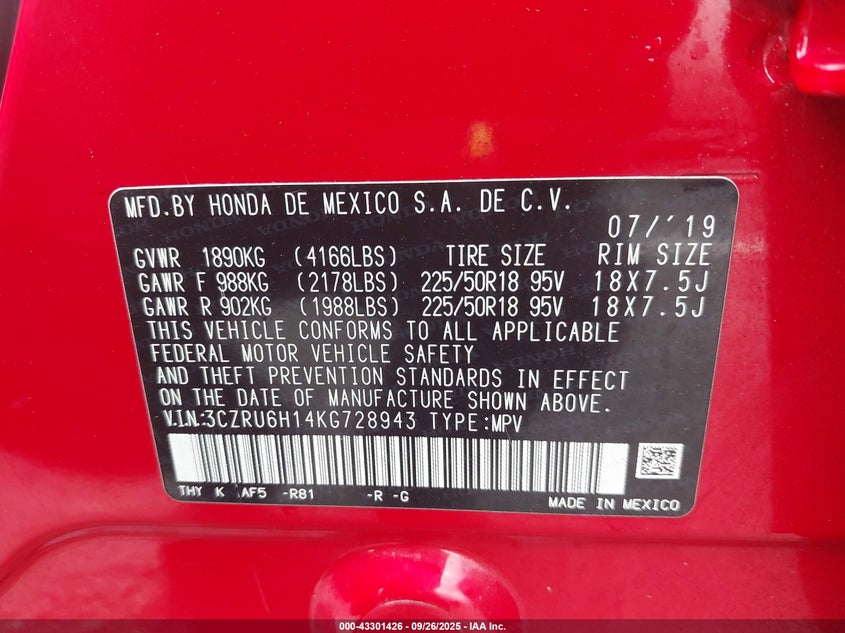 MFD.BY HONDA DE MEXICO S.A. DE C.V.
07/'19
GVWR 1890KG (4166LBS) TIRE SIZE RIM SIZE
GAWR F 988KG (2178LBS) 225/50R18 95V 18X7.5J
GAWR R 902KG (1988LBS) 225/50R18 95V 18X7.5J
THIS VEHICLE CONFORMS TO ALL APPLICABLE
FEDERAL MOTOR VEHICLE SAFETY
AND THEFT PREVENTION STANDARDS IN EFFECT
ON THE DATE OF MANUFACTURE SHOWN ABOVE.
V.I.N:3CZRU6H14KG728943 TYPE:MPV
THY K AF5 -R81 -R -G
MADE IN MEXICO
000-43301426 - 09/26/2025 - IAA Inc.